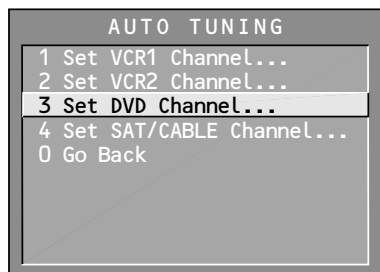 AUTO TUNING
1 Set VCR1 Channel...
2 Set VCR2 Channel...
3 Set DVD Channel...
4 Set SAT/CABLE Channel...
0 Go Back